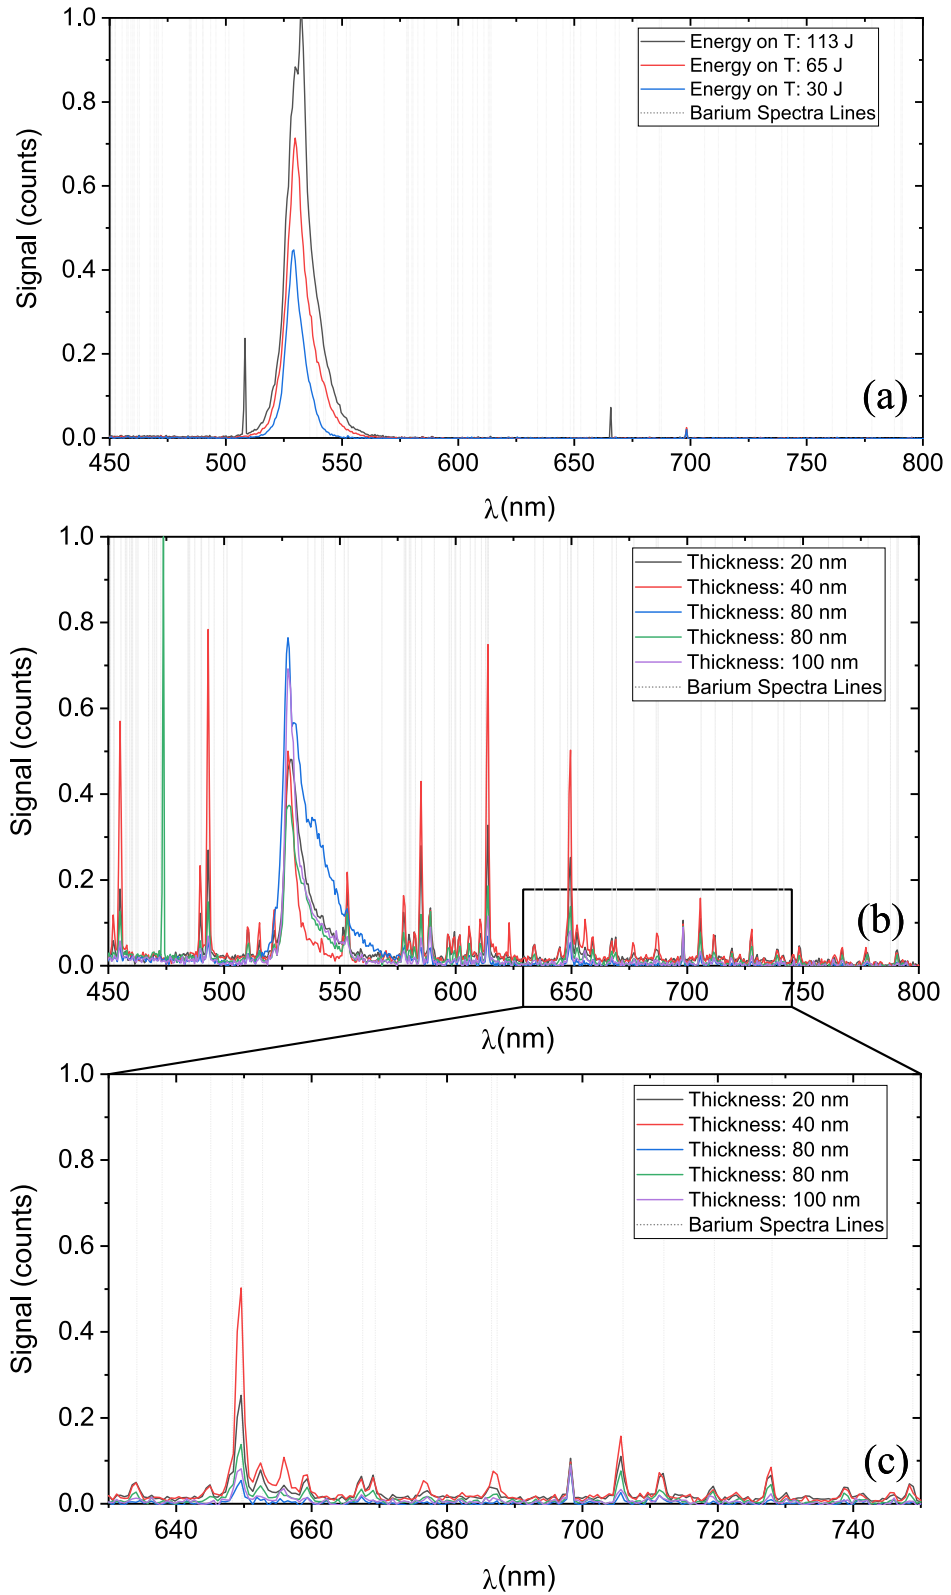 1.0
0.8
0.6
0.4
0.2
0.0
Signal (counts)
Energy on T: 113 J
Energy on T: 65 J
Energy on T: 30 J
Barium Spectra Lines
(a)
450 500 550 600 650 700 750 800
λ(nm)
1.0
0.8
0.6
0.4
0.2
0.0
Signal (counts)
Thickness: 20 nm
Thickness: 40 nm
Thickness: 80 nm
Thickness: 80 nm
Thickness: 100 nm
Barium Spectra Lines
(b)
450 500 550 600 650 700 750 800
λ(nm)
1.0
0.8
0.6
0.4
0.2
0.0
Signal (counts)
Thickness: 20 nm
Thickness: 40 nm
Thickness: 80 nm
Thickness: 80 nm
Thickness: 100 nm
Barium Spectra Lines
(c)
640 660 680 700 720 740
λ(nm)